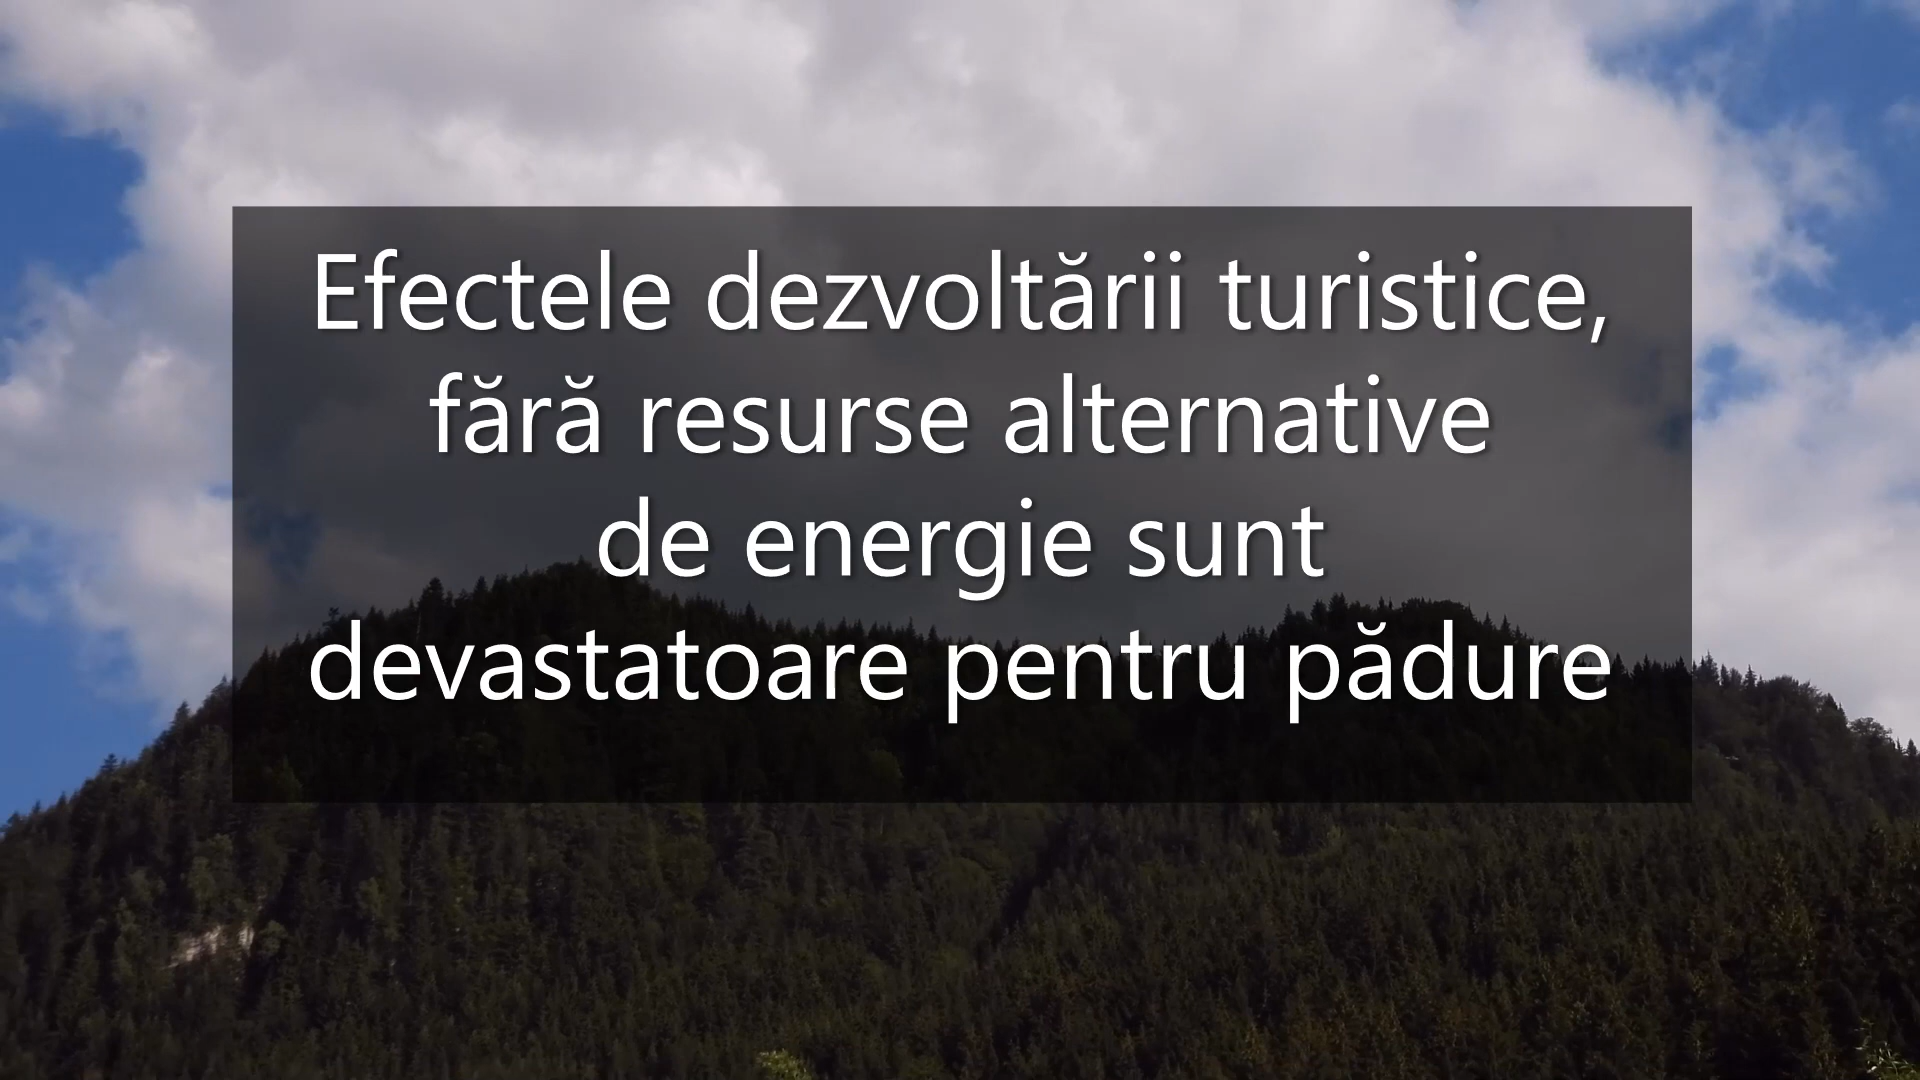 Efectele dezvoltării turistice,
fără resurse alternative
de energie sunt
devastatoare pentru pădure